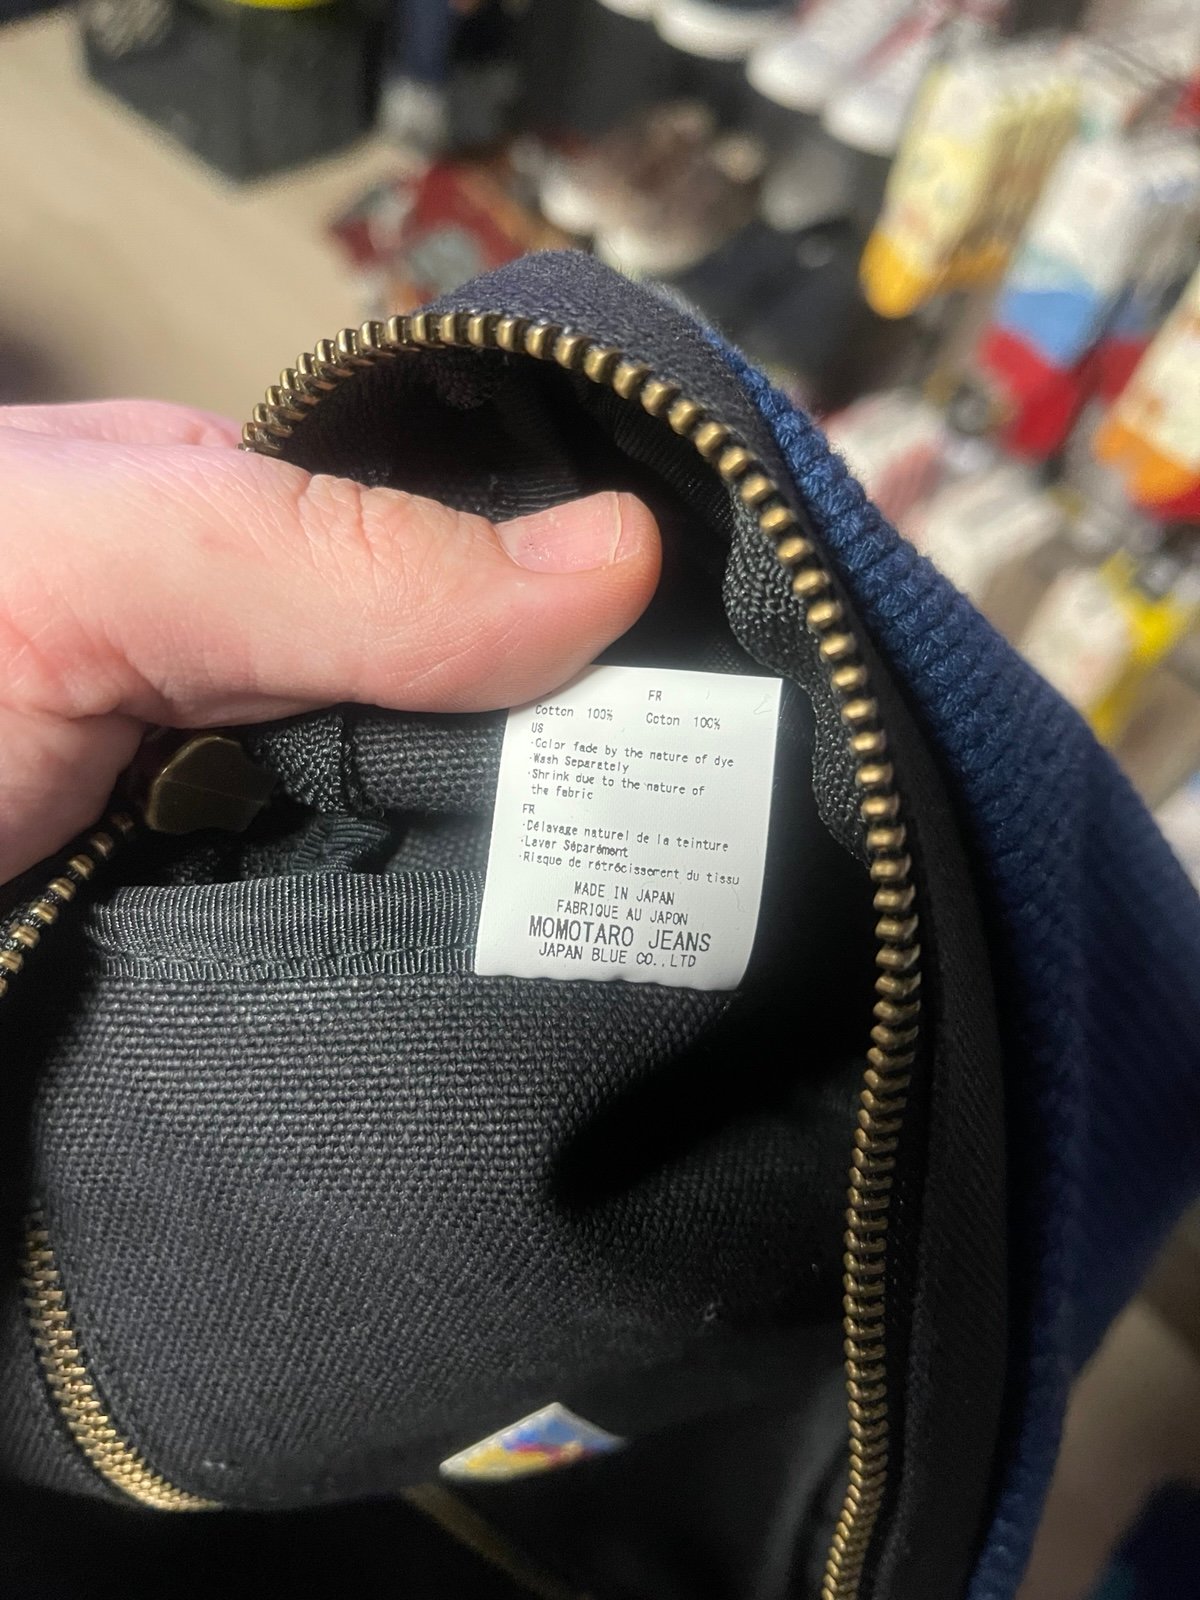 FR
Cotton 100% Coton 100%
US
·Color fade by the nature of dye
·Wash Separately
·Shrink due to the nature of
the fabric
FR
·Délavage naturel de la teinture
·Laver Séparément
·Risque de rétrécissement du tissu
MADE IN JAPAN
FABRIQUE AU JAPON
MOMOTARO JEANS
JAPAN BLUE CO.,LTD